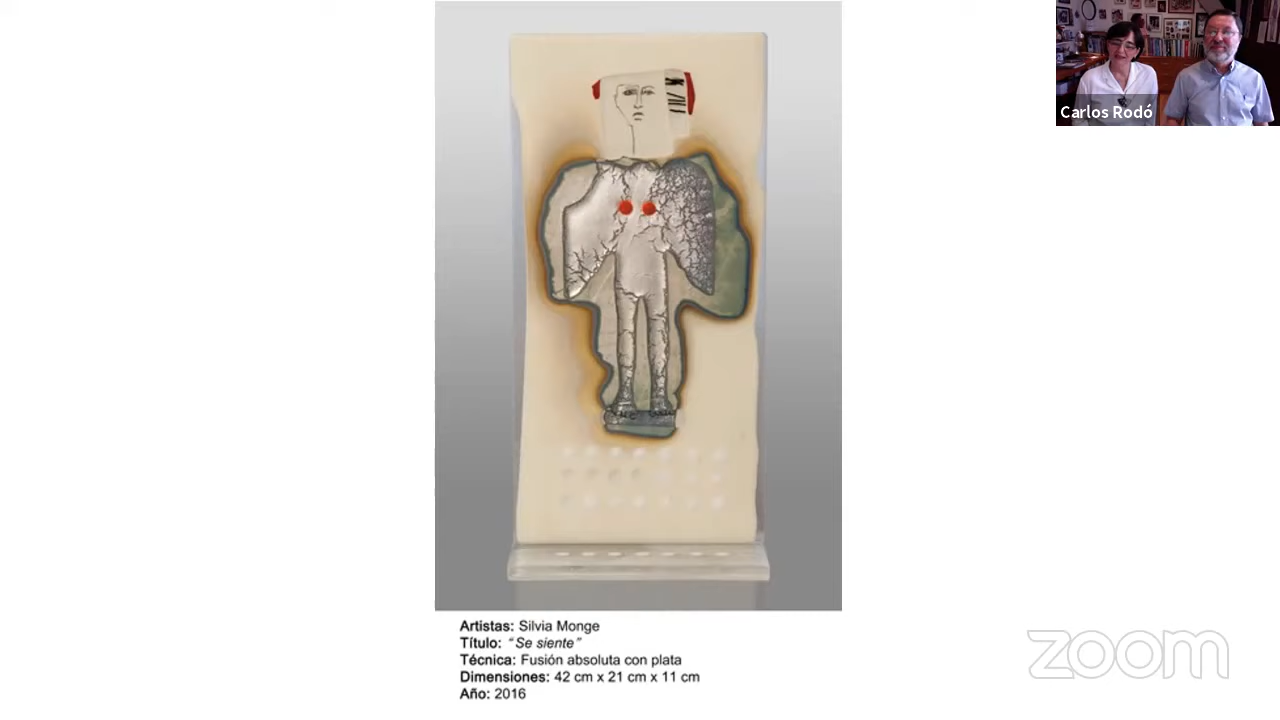 Carlos Rodó
Artistas: Silvia Monge
Título: “Se siente”
Técnica: Fusión absoluta con plata
Dimensiones: 42 cm x 21 cm x 11 cm
Año: 2016
zoom